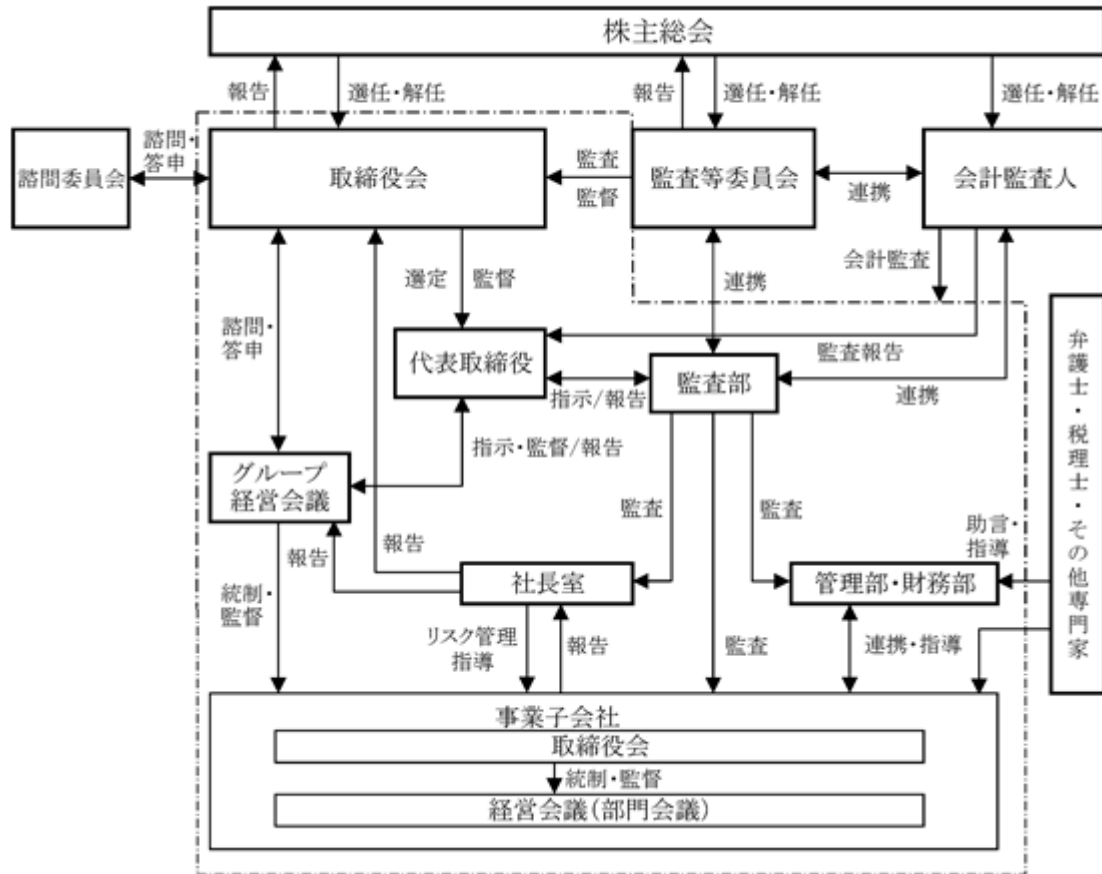 株主総会
報告
選任・解任
報告
選任・解任
選任・解任
諮問委員会
諮問・
答申
取締役会
監査
監督
監査等委員会
連携
会計監査人
選定
監督
連携
会計監査
諮問・
答申
代表取締役
監査報告
指示/報告
監査部
連携
弁護士・税理士・その他専門家
指示・監督/報告
グループ
経営会議
監査
監査
助言・
指導
報告
報告
社長室
管理部・財務部
統制・
監督
リスク管理
指導
報告
監査
連携・指導
事業子会社
取締役会
統制・監督
経営会議(部門会議)